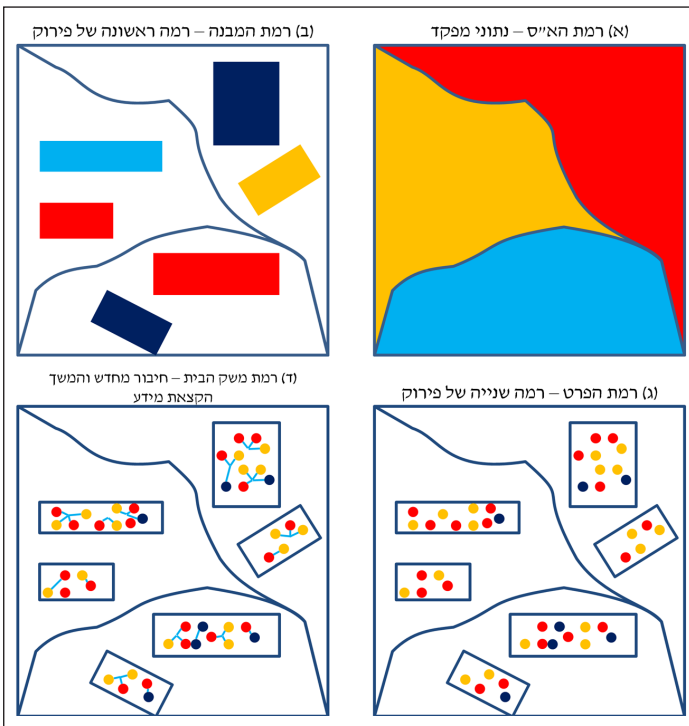 (א) רמת הא״ס – נתוני מפקד
(ב) רמת המבנה – רמה ראשונה של פירוק
(ג) רמת הפרט – רמה שנייה של פירוק
(ד) רמת משק הבית – חיבור מחדש והמשך
הקצאת מידע